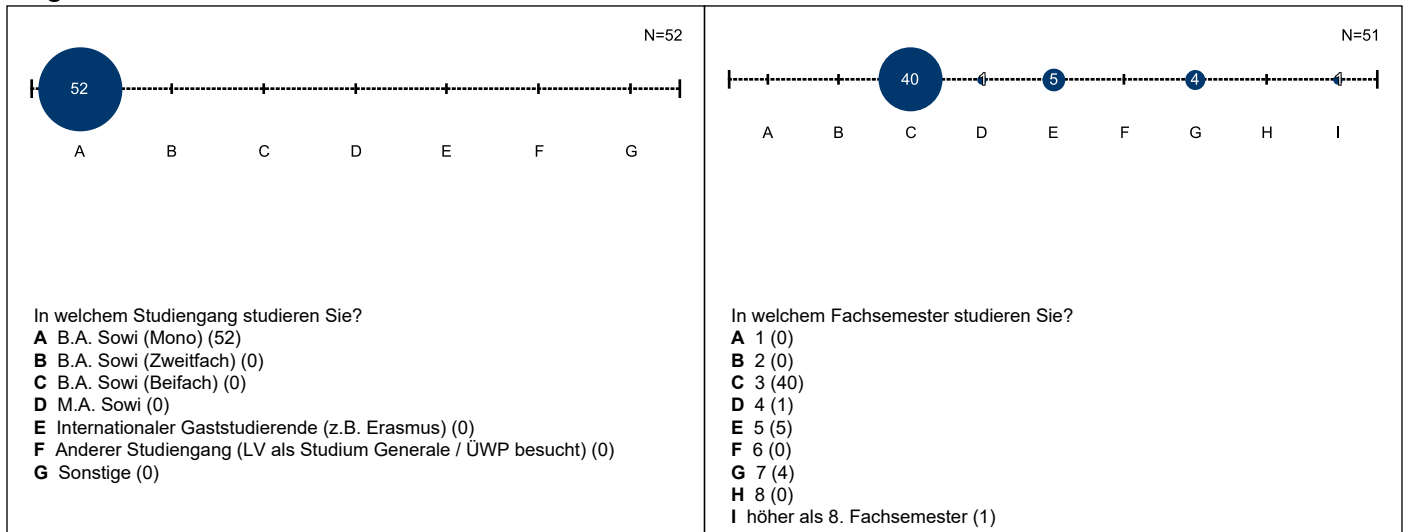 N=52
52
A B C D E F G
In welchem Studiengang studieren Sie?
A B.A. Sowi (Mono) (52)
B B.A. Sowi (Zweitfach) (0)
C B.A. Sowi (Beifach) (0)
D M.A. Sowi (0)
E Internationaler Gaststudierende (z.B. Erasmus) (0)
F Anderer Studiengang (LV als Studium Generale / ÜWP besucht) (0)
G Sonstige (0)
N=51
40 1 5 4 1
A B C D E F G H I
In welchem Fachsemester studieren Sie?
A 1 (0)
B 2 (0)
C 3 (40)
D 4 (1)
E 5 (5)
F 6 (0)
G 7 (4)
H 8 (0)
I höher als 8. Fachsemester (1)